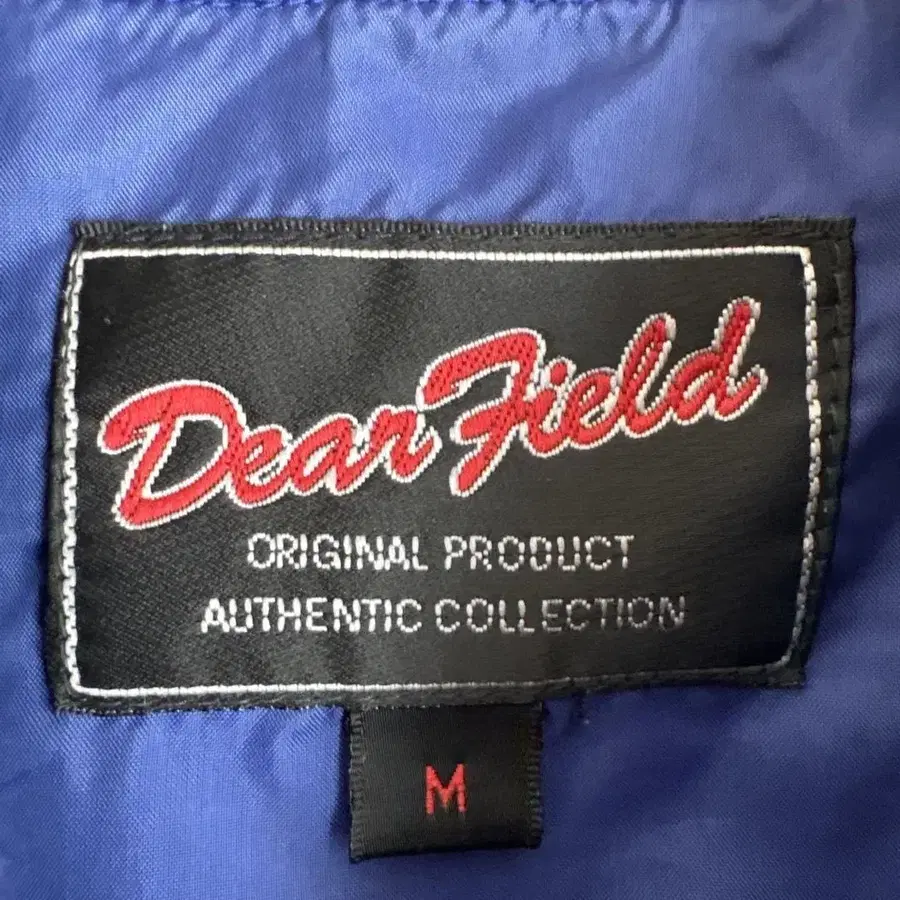 Dear Field
ORIGINAL PRODUCT
AUTHENTIC COLLECTION
M